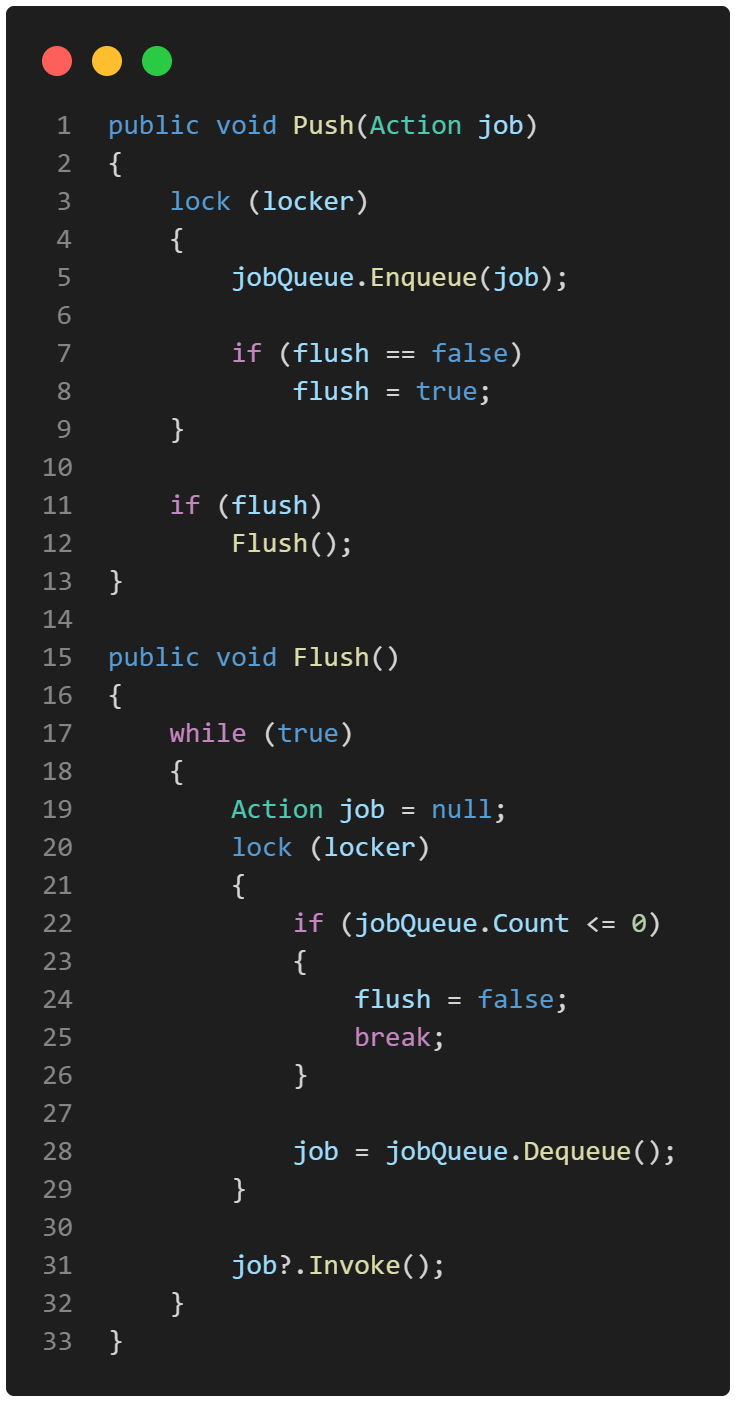 1 public void Push(Action job)
2 {
3     lock (locker)
4     {
5         jobQueue.Enqueue(job);
6
7         if (flush == false)
8             flush = true;
9     }
10
11     if (flush)
12         Flush();
13 }
14
15 public void Flush()
16 {
17     while (true)
18     {
19         Action job = null;
20         lock (locker)
21         {
22             if (jobQueue.Count <= 0)
23             {
24                 flush = false;
25                 break;
26             }
27
28             job = jobQueue.Dequeue();
29         }
30
31         job?.Invoke();
32     }
33 }